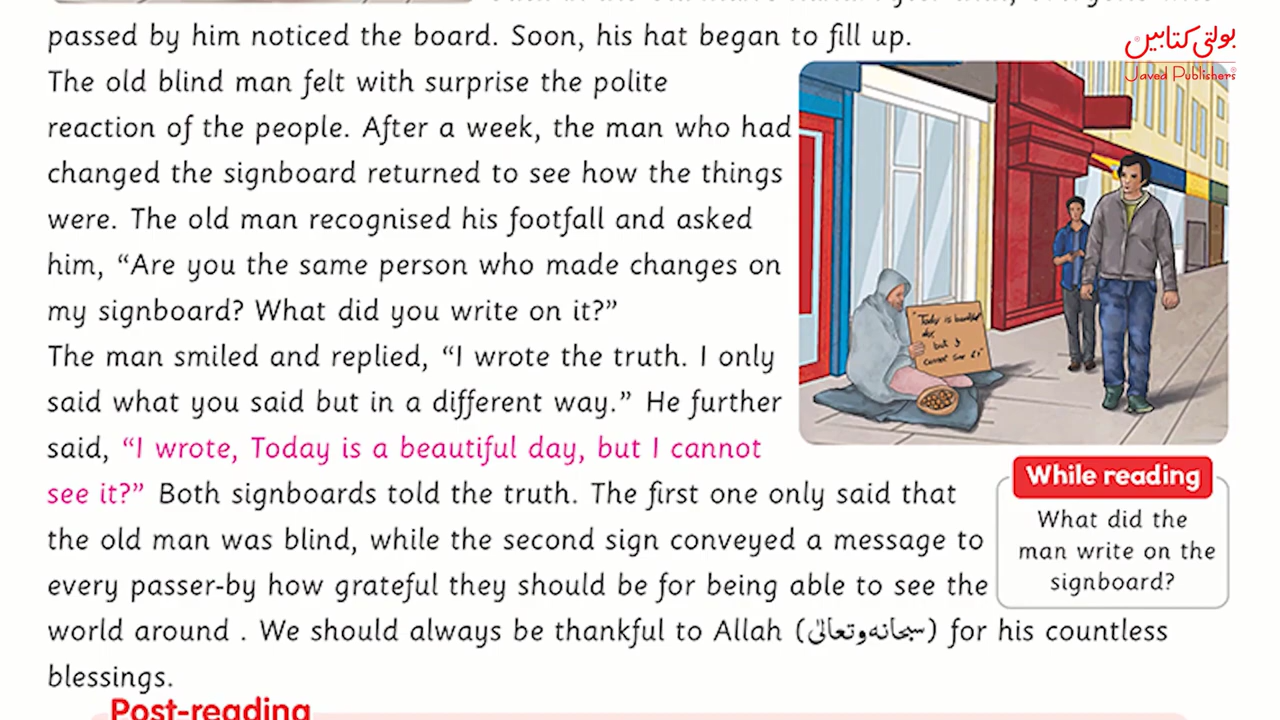 passed by him noticed the board. Soon, his hat began to fill up.
بولتی کتابیں
Javed Publishers
The old blind man felt with surprise the polite
reaction of the people. After a week, the man who had
changed the signboard returned to see how the things
were. The old man recognised his footfall and asked
him, “Are you the same person who made changes on
my signboard? What did you write on it?”
The man smiled and replied, “I wrote the truth. I only
said what you said but in a different way.” He further
said, “I wrote, Today is a beautiful day, but I cannot
see it?” Both signboards told the truth. The first one only said that
the old man was blind, while the second sign conveyed a message to
every passer-by how grateful they should be for being able to see the
world around . We should always be thankful to Allah (سبحانہ وتعالیٰ) for his countless
blessings.
"Today is beautiful
day,
but I
cannot see it"
While reading
What did the
man write on the
signboard?
Post-reading